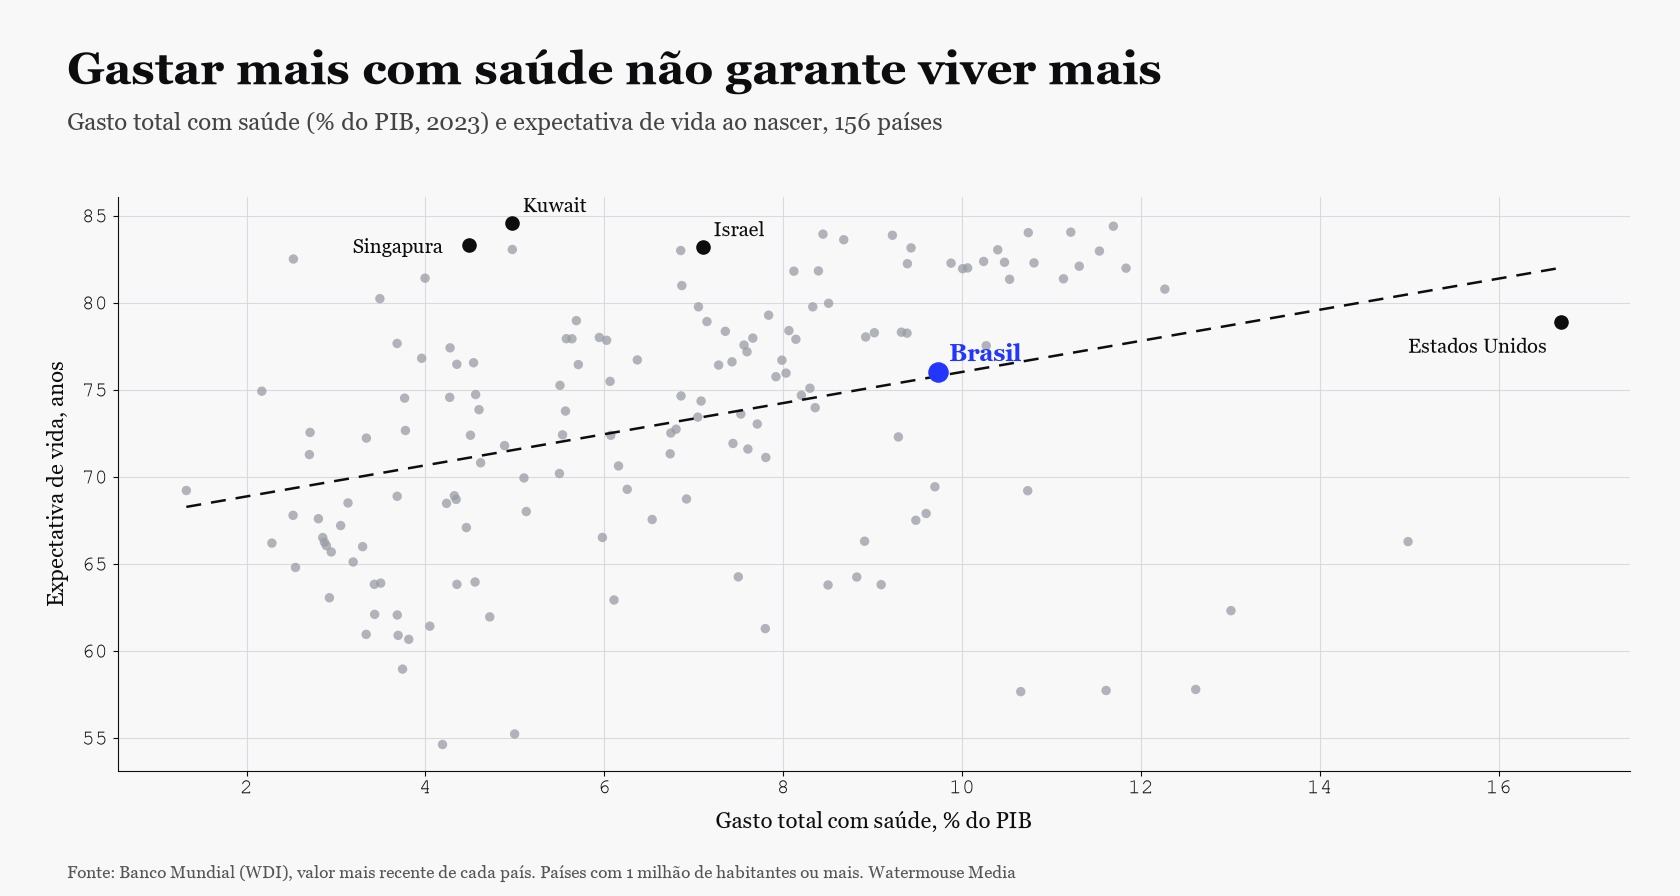 Gastar mais com saúde não garante viver mais
Gasto total com saúde (% do PIB, 2023) e expectativa de vida ao nascer, 156 países
Kuwait
Singapura
Israel
Brasil
Estados Unidos
Expectativa de vida, anos
85
80
75
70
65
60
55
2 4 6 8 10 12 14 16
Gasto total com saúde, % do PIB
Fonte: Banco Mundial (WDI), valor mais recente de cada país. Países com 1 milhão de habitantes ou mais. Watermouse Media